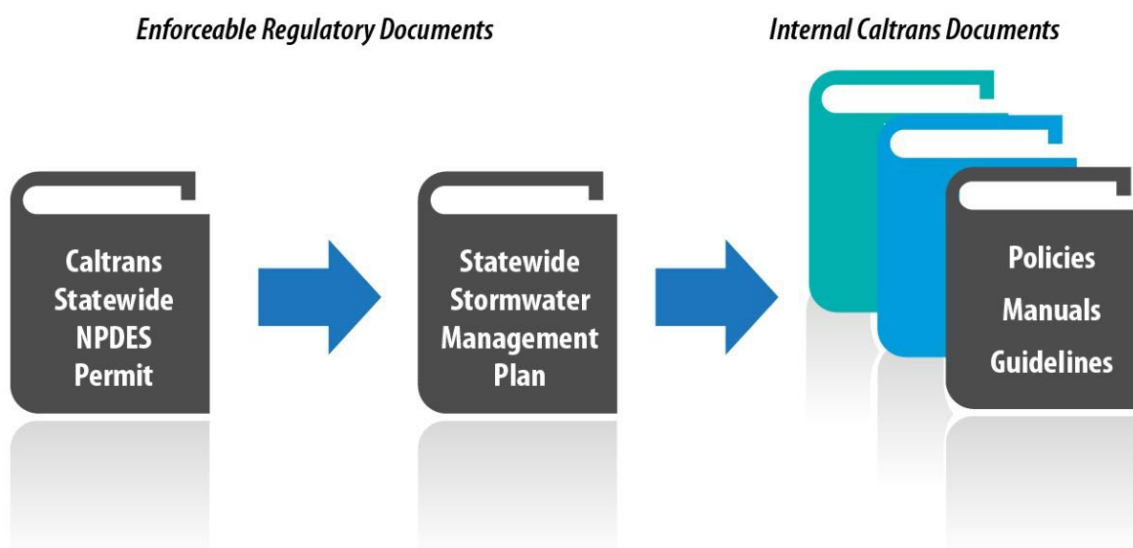 Enforceable Regulatory Documents
Internal Caltrans Documents
Caltrans
Statewide
NPDES
Permit
Statewide
Stormwater
Management
Plan
Policies
Manuals
Guidelines